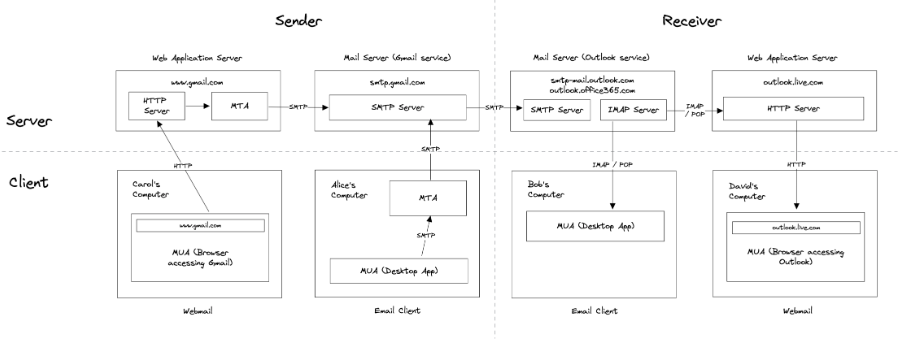 Sender
Receiver
Web Application Server
Mail Server (Gmail service)
Mail Server (Outlook service)
Web Application Server
www.gmail.com
smtp.gmail.com
smtp-mail.outlook.com
outlook.office365.com
outlook.live.com
HTTP
Server
MTA
SMTP
SMTP Server
SMTP
SMTP Server
IMAP Server
IMAP
/ POP
HTTP Server
Server
HTTP
SMTP
IMAP / POP
HTTP
Client
Carol's
Computer
www.gmail.com
MUA (Browser
accessing Gmail)
Webmail
Alice's
Computer
MTA
SMTP
MUA (Desktop App)
Email Client
Bob's
Computer
MUA (Desktop App)
Email Client
David's
Computer
outlook.live.com
MUA (Browser accessing
Outlook)
Webmail